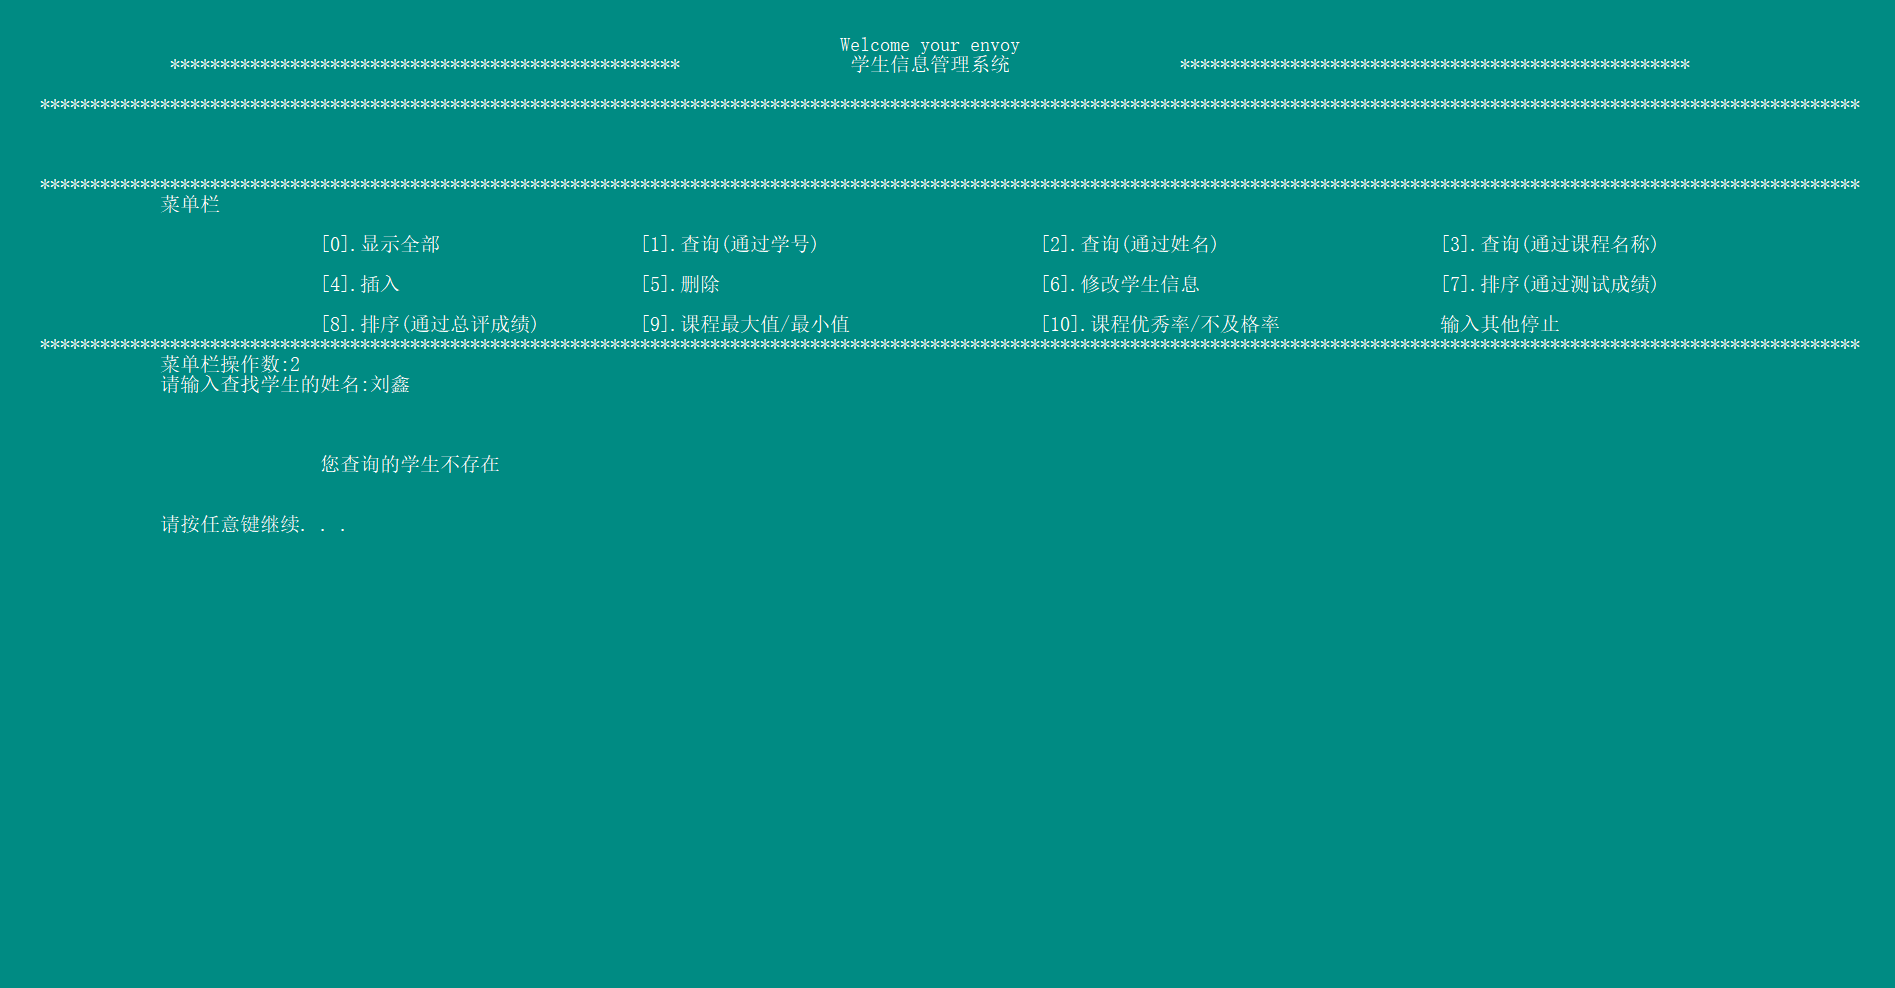 Welcome your envoy
*************************************************** 学生信息管理系统 ***************************************************
**************************************************************************************************************************************************************************************
**************************************************************************************************************************************************************************************
菜单栏
[0].显示全部 [1].查询(通过学号) [2].查询(通过姓名) [3].查询(通过课程名称)
[4].插入 [5].删除 [6].修改学生信息 [7].排序(通过测试成绩)
[8].排序(通过总评成绩) [9].课程最大值/最小值 [10].课程优秀率/不及格率 输入其他停止
**************************************************************************************************************************************************************************************
菜单栏操作数:2
请输入查找学生的姓名:刘鑫
您查询的学生不存在
请按任意键继续. . .